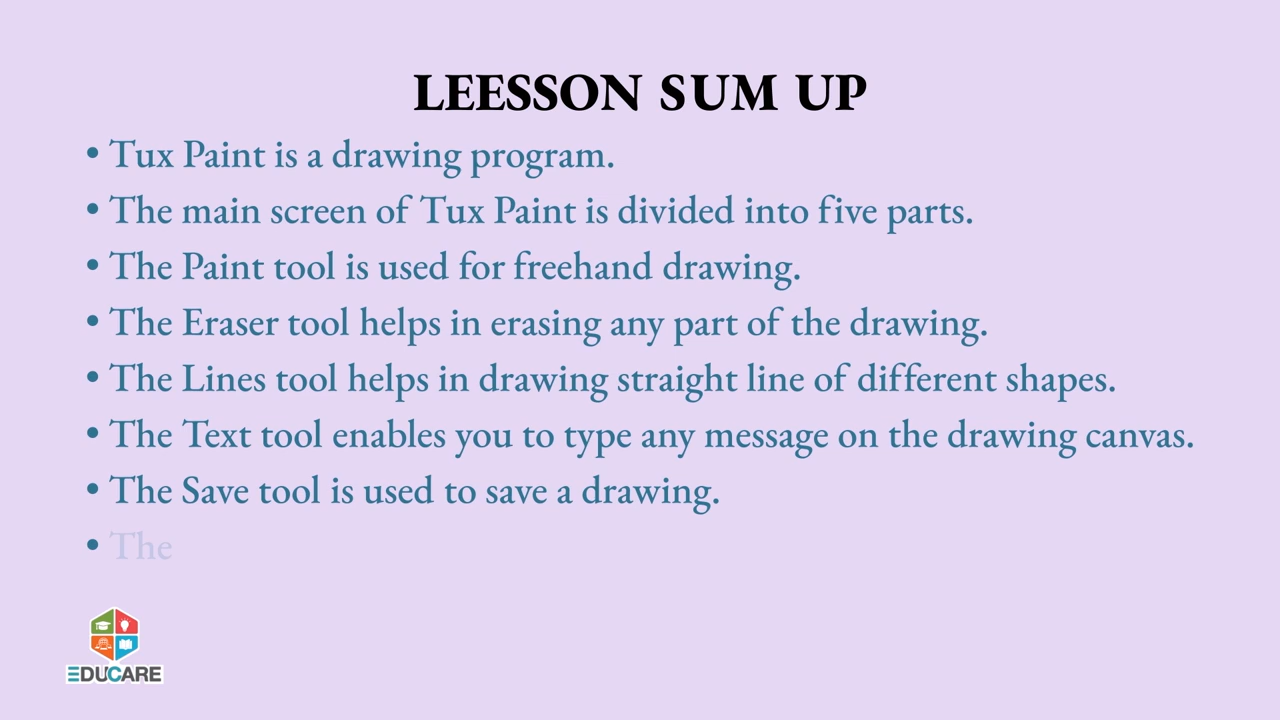 LEESSON SUM UP
• Tux Paint is a drawing program.
• The main screen of Tux Paint is divided into five parts.
• The Paint tool is used for freehand drawing.
• The Eraser tool helps in erasing any part of the drawing.
• The Lines tool helps in drawing straight line of different shapes.
• The Text tool enables you to type any message on the drawing canvas.
• The Save tool is used to save a drawing.
• The
EDUCARE